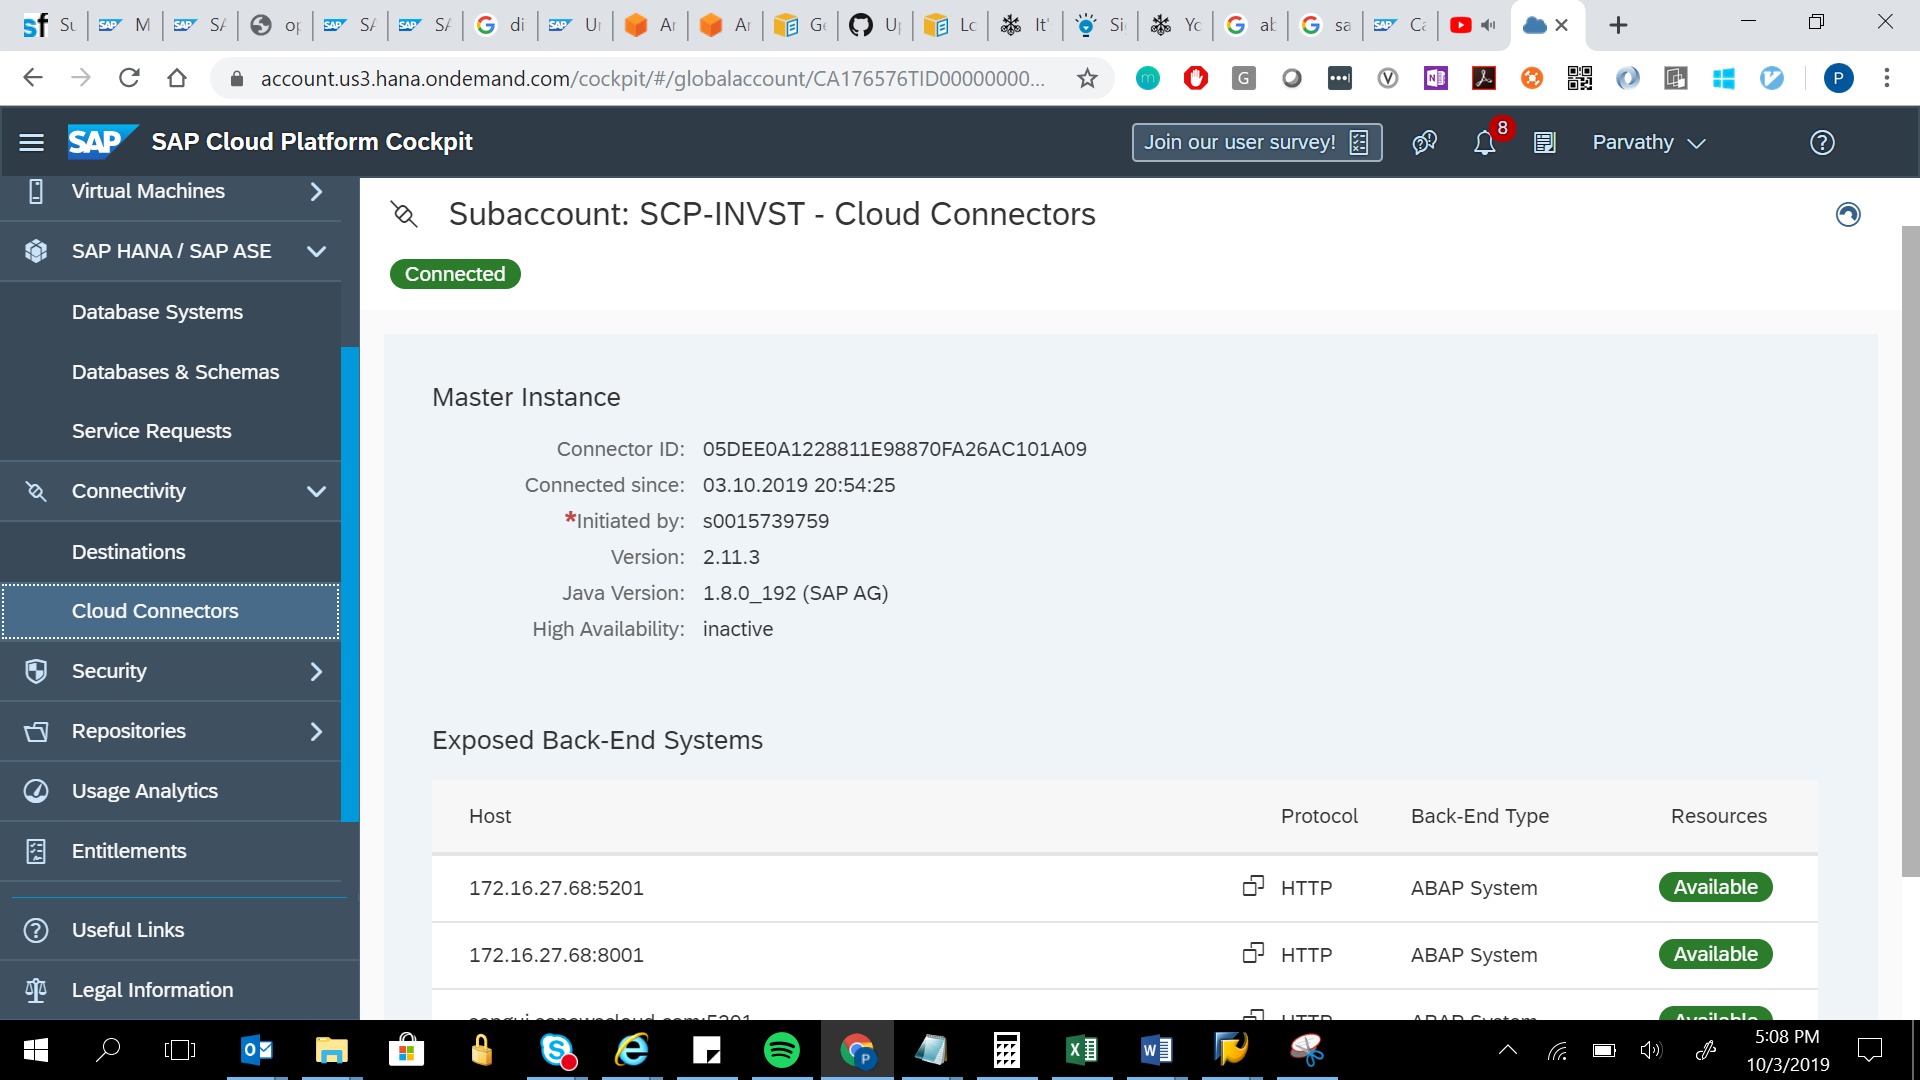 account.us3.hana.ondemand.com/cockpit/#/globalaccount/CA176576TID00000000...
P
SAP SAP Cloud Platform Cockpit
Join our user survey!
8
Parvathy
Virtual Machines
SAP HANA / SAP ASE
Database Systems
Databases & Schemas
Service Requests
Connectivity
Destinations
Cloud Connectors
Security
Repositories
Usage Analytics
Entitlements
Useful Links
Legal Information
Subaccount: SCP-INVST - Cloud Connectors
Connected
Master Instance
Connector ID: 05DEE0A1228811E98870FA26AC101A09
Connected since: 03.10.2019 20:54:25
*Initiated by: s0015739759
Version: 2.11.3
Java Version: 1.8.0_192 (SAP AG)
High Availability: inactive
Exposed Back-End Systems
Host Protocol Back-End Type Resources
172.16.27.68:5201 HTTP ABAP System Available
172.16.27.68:8001 HTTP ABAP System Available
HTTP ABAP System Available
5:08 PM
10/3/2019